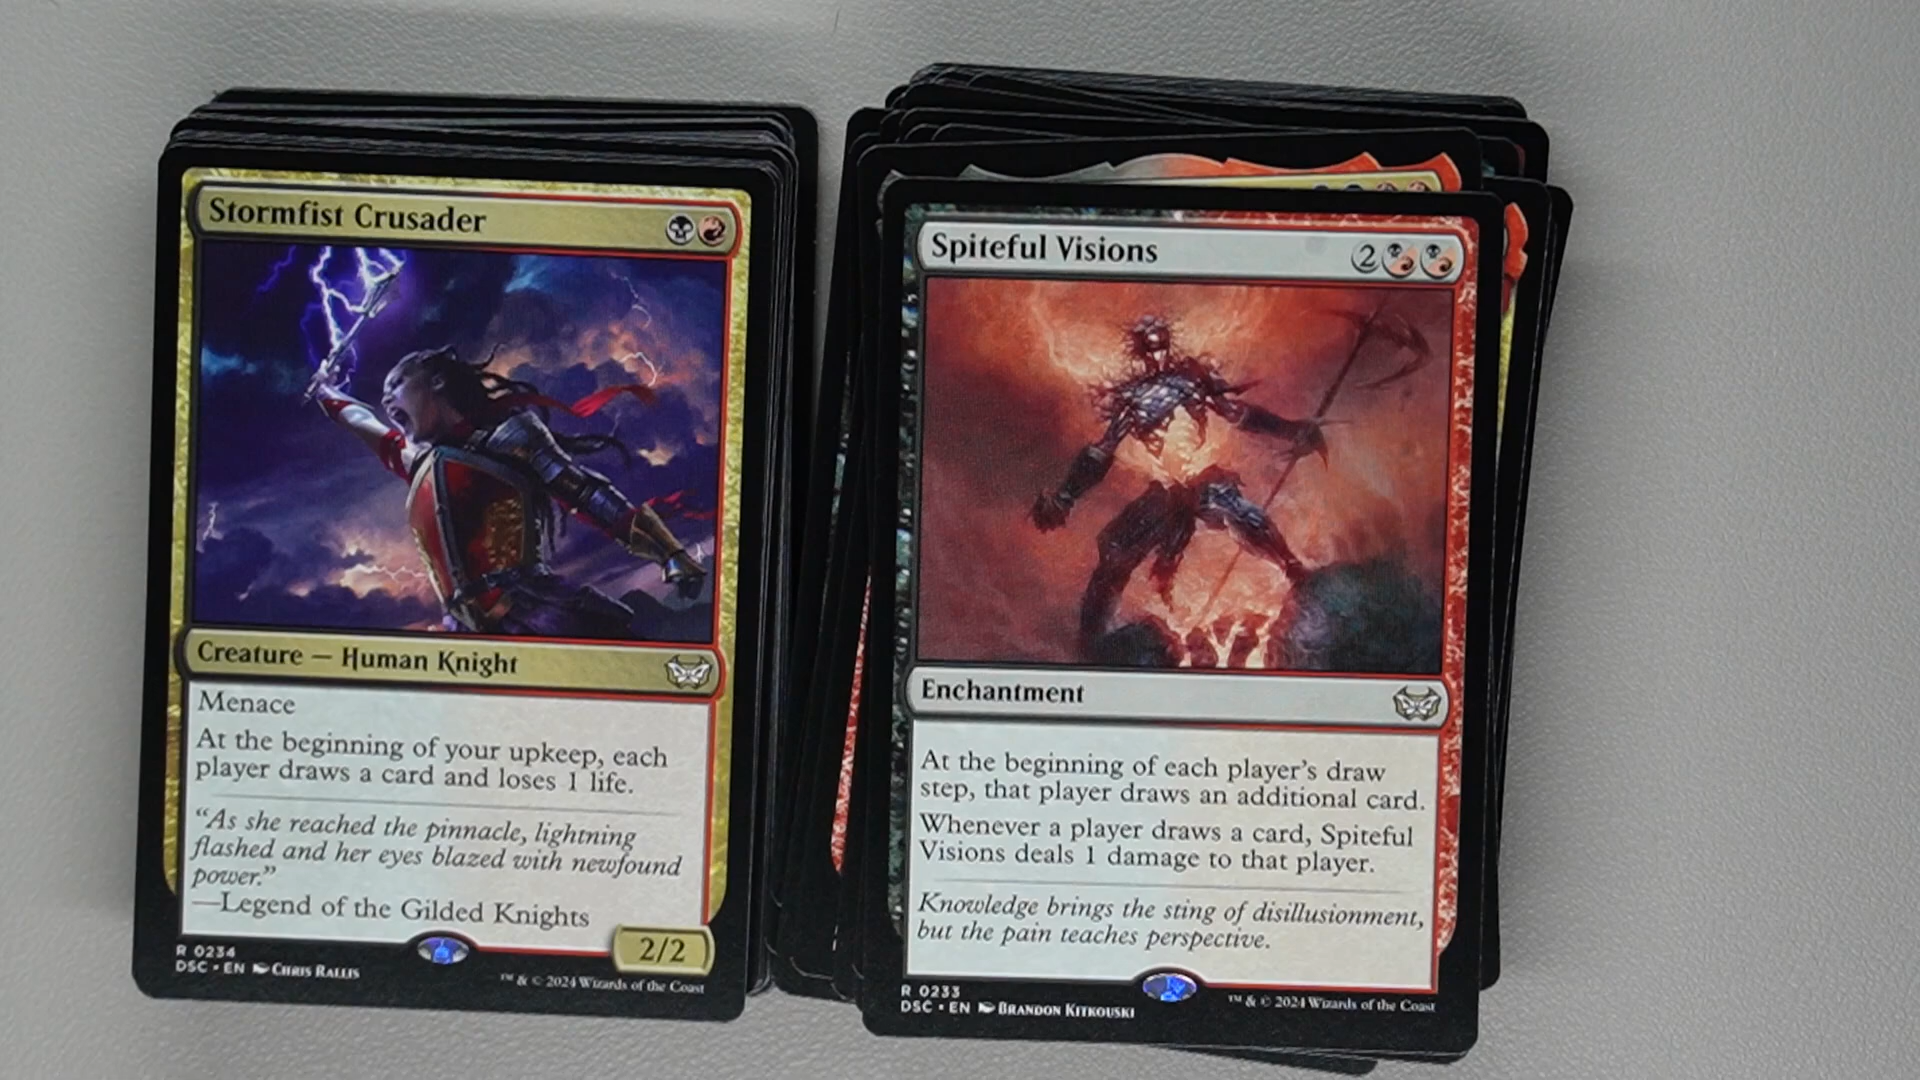 Stormfist Crusader
Creature — Human Knight
Menace
At the beginning of your upkeep, each
player draws a card and loses 1 life.
“As she reached the pinnacle, lightning
flashed and her eyes blazed with newfound
power.”
—Legend of the Gilded Knights
2/2
R 0234
DSC • EN Chris Rallis
™ & © 2024 Wizards of the Coast
Spiteful Visions
2
Enchantment
At the beginning of each player’s draw
step, that player draws an additional card.
Whenever a player draws a card, Spiteful
Visions deals 1 damage to that player.
Knowledge brings the sting of disillusionment,
but the pain teaches perspective.
R 0233
DSC • EN Brandon Kitkouski
™ & © 2024 Wizards of the Coast